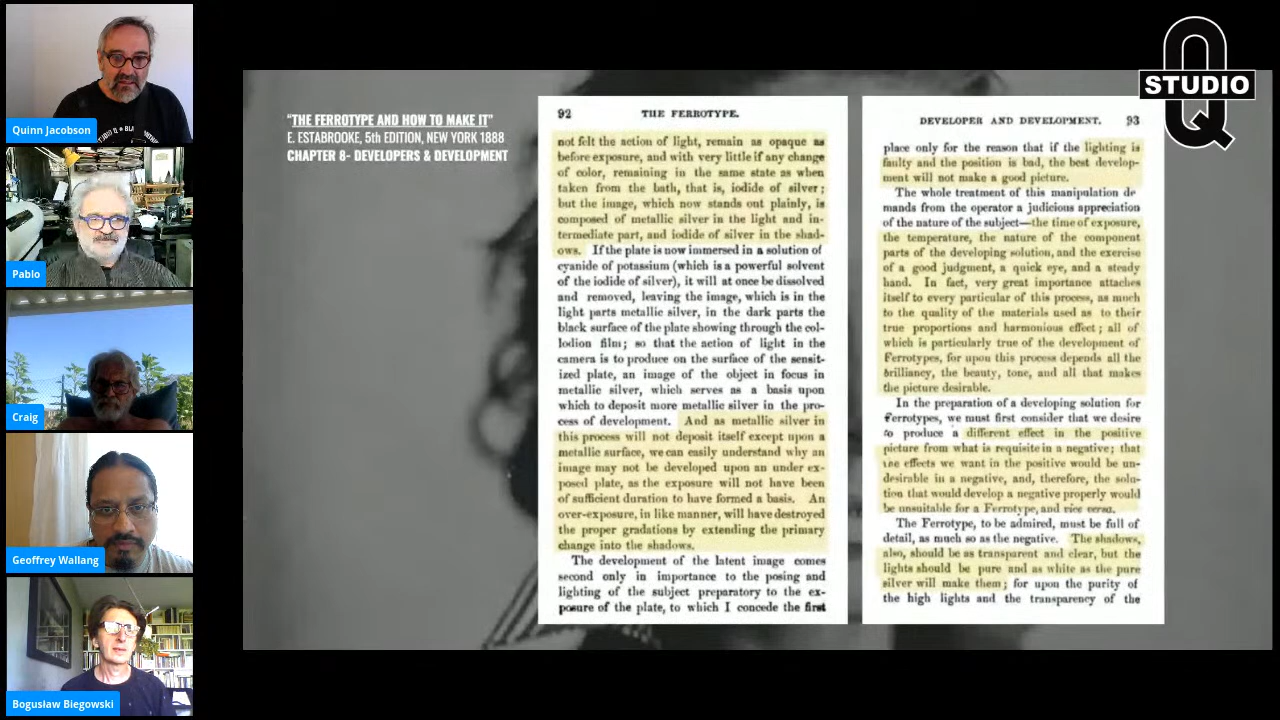 Quinn Jacobson
Pablo
Craig
Geoffrey Wallang
Bogusław Biegowski
“THE FERROTYPE AND HOW TO MAKE IT”
E. ESTABROOKE, 5th EDITION, NEW YORK 1888
CHAPTER 8- DEVELOPERS & DEVELOPMENT
92 THE FERROTYPE.
not felt the action of light, remain as opaque as
before exposure, and with very little if any change
of color, remaining in the same state as when
taken from the bath, that is, iodide of silver;
but the image, which now stands out plainly, is
composed of metallic silver in the light and in-
termediate part, and iodide of silver in the shad-
ows. If the plate is now immersed in a solution of
cyanide of potassium (which is a powerful solvent
of the iodide of silver), it will at once be dissolved
and removed, leaving the image, which is in the
light parts metallic silver, in the dark parts the
black surface of the plate showing through the col-
lodion film; so that the action of light in the
camera is to produce on the surface of the sensit-
ized plate, an image of the object in focus in
metallic silver, which serves as a basis upon
which to deposit more metallic silver in the pro-
cess of development. And as metallic silver in
this process will not deposit itself except upon a
metallic surface, we can easily understand why an
image may not be developed upon an under ex-
posed plate, as the exposure will not have been
of sufficient duration to have formed a basis. An
over-exposure, in like manner, will have destroyed
the proper gradations by extending the primary
change into the shadows.
The development of the latent image comes
second only in importance to the posing and
lighting of the subject preparatory to the ex-
posure of the plate, to which I concede the first
DEVELOPER AND DEVELOPMENT. 93
place only for the reason that if the lighting is
faulty and the position is bad, the best develop-
ment will not make a good picture.
The whole treatment of this manipulation de
mands from the operator a judicious appreciation
of the nature of the subject—the time of exposure,
the temperature, the nature of the component
parts of the developing solution, and the exercise
of a good judgment, a quick eye, and a steady
hand. In fact, very great importance attaches
itself to every particular of this process, as much
to the quality of the materials used as to their
true proportions and harmonious effect; all of
which is particularly true of the development of
Ferrotypes, for upon this process depends all the
brilliancy, the beauty, tone, and all that makes
the picture desirable.
In the preparation of a developing solution for
Ferrotypes, we must first consider that we desire
to produce a different effect in the positive
picture from what is requisite in a negative; that
the effects we want in the positive would be un-
desirable in a negative, and, therefore, the solu-
tion that would develop a negative properly would
be unsuitable for a Ferrotype, and vice versa.
The Ferrotype, to be admired, must be full of
detail, as much so as the negative. The shadows,
also, should be as transparent and clear, but the
lights should be pure and as white as the pure
silver will make them; for upon the purity of
the high lights and the transparency of the
STUDIO
Q